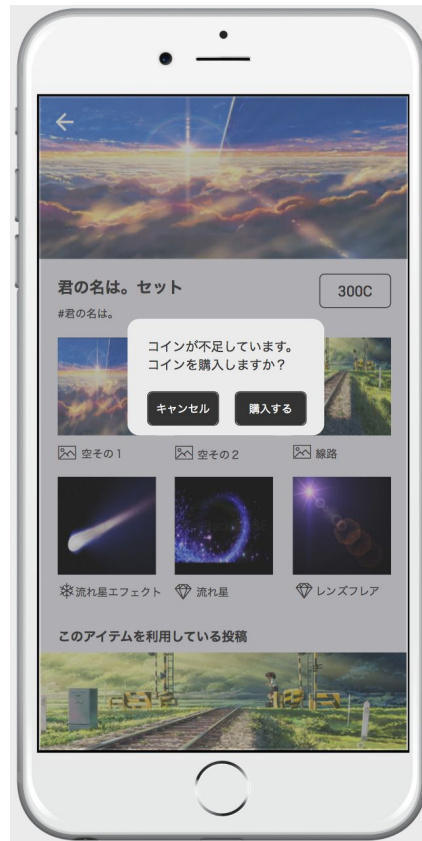 君の名は。セット
300C
#君の名は。
コインが不足しています。
コインを購入しますか？
キャンセル
購入する
空その１
空その２
線路
流れ星エフェクト
流れ星
レンズフレア
このアイテムを利用している投稿